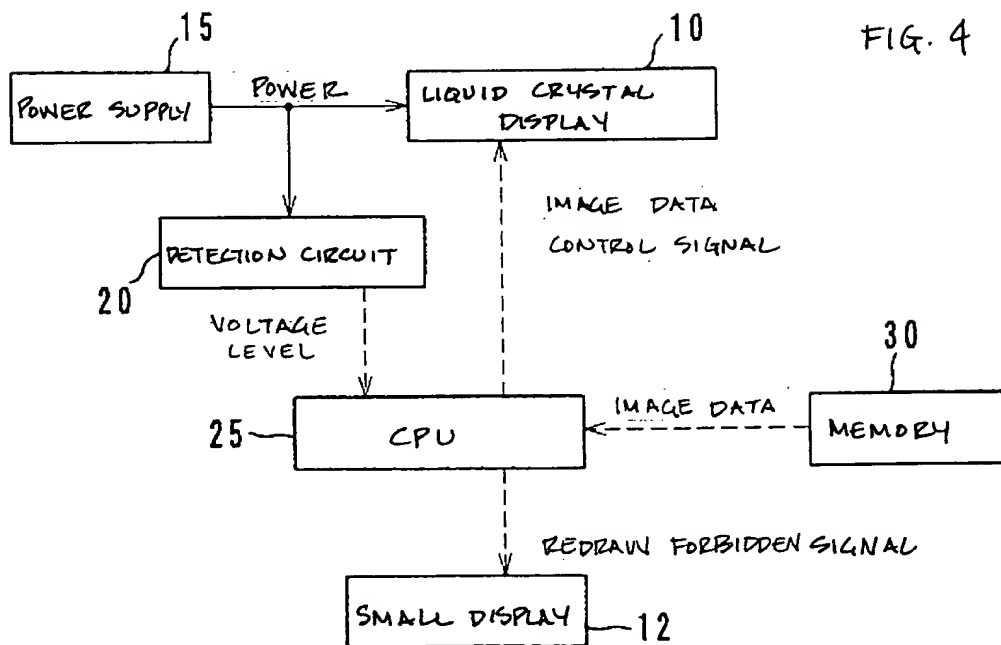 15
10
FIG. 4
POWER SUPPLY
POWER
LIQUID CRYSTAL
DISPLAY
IMAGE DATA
CONTROL SIGNAL
DETECTION CIRCUIT
20
VOLTAGE
LEVEL
30
25
CPU
IMAGE DATA
MEMORY
REDRAW FORBIDDEN SIGNAL
SMALL DISPLAY
12